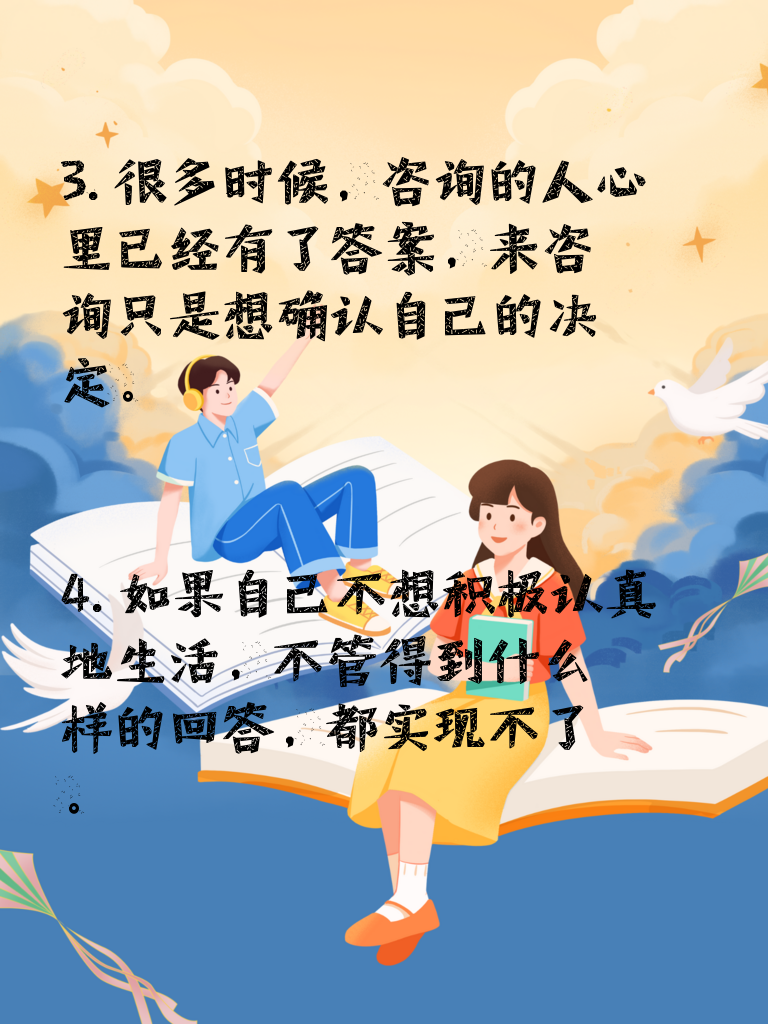 3. 很多时候，咨询的人心
里已经有了答案，来咨
询只是想确认自己的决
定。
4. 如果自己不想积极认真
地生活，不管得到什么
样的回答，都实现不了
。